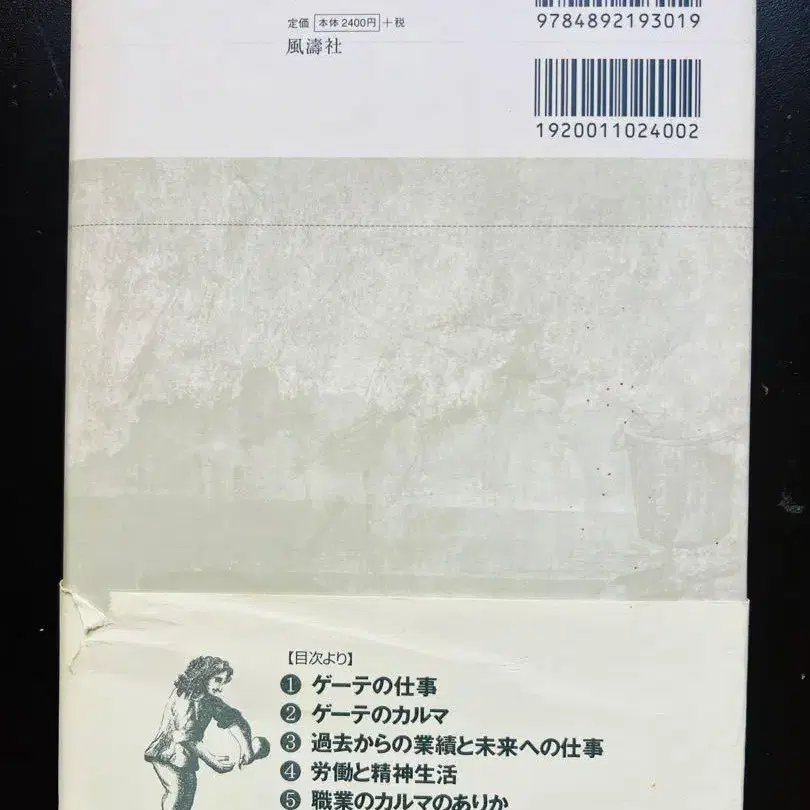 9784892193019
定価 本体2400円 +税
風濤社
1920011024002
【目次より】
❶ ゲーテの仕事
❷ ゲーテのカルマ
❸ 過去からの業績と未来への仕事
❹ 労働と精神生活
❺ 職業のカルマのありか